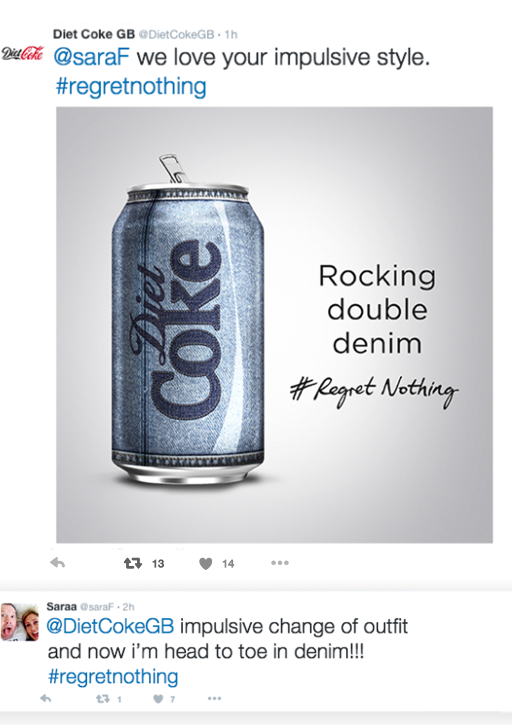 Diet Coke GB @DietCokeGB · 1h
Diet Coke
@saraF we love your impulsive style.
#regretnothing
Diet Coke
Rocking
double
denim
#Regret Nothing
13 14
Saraa @saraF · 2h
@DietCokeGB impulsive change of outfit
and now i'm head to toe in denim!!!
#regretnothing
1 7